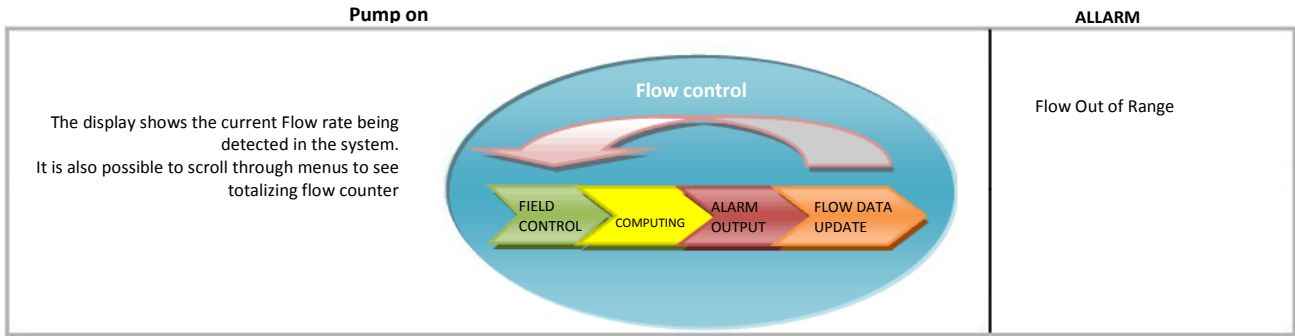 Pump on
ALLARM
The display shows the current Flow rate being
detected in the system.
It is also possible to scroll through menus to see
totalizing flow counter
Flow control
FIELD
CONTROL
COMPUTING
ALARM
OUTPUT
FLOW DATA
UPDATE
Flow Out of Range